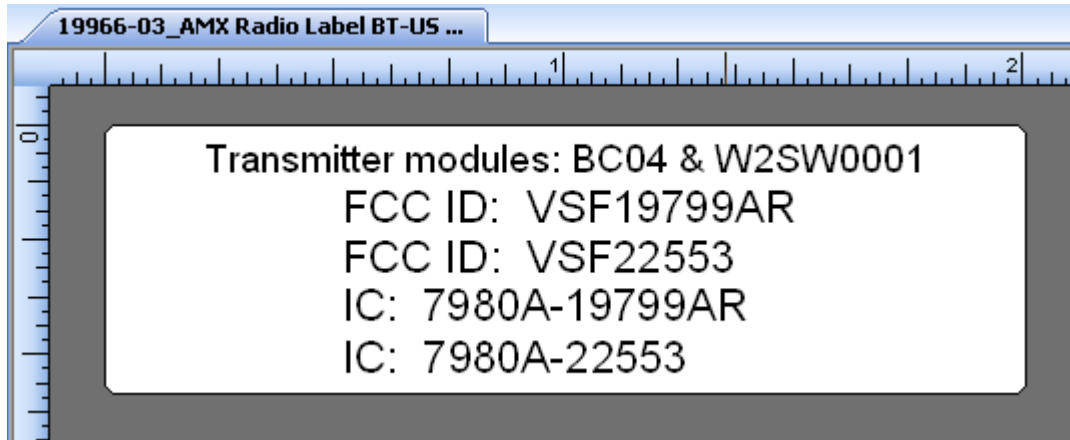 19966-03_AMX Radio Label BT-US ...
1
2
0
Transmitter modules: BC04 & W2SW0001
FCC ID: VSF19799AR
FCC ID: VSF22553
IC: 7980A-19799AR
IC: 7980A-22553